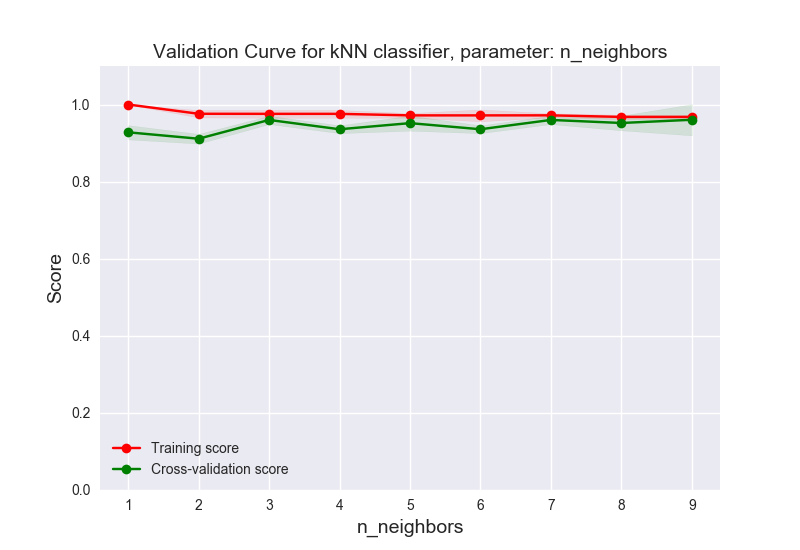 Validation Curve for kNN classifier, parameter: n_neighbors
Score
1.0
0.8
0.6
0.4
0.2
0.0
Training score
Cross-validation score
1 2 3 4 5 6 7 8 9
n_neighbors